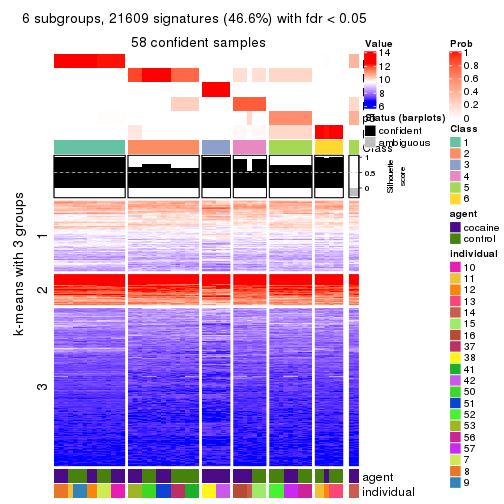 6 subgroups, 21609 signatures (46.6%) with fdr < 0.05
58 confident samples
k-means with 3 groups
1
2
3
Class
1
0.5
0
Silhouette
score
agent
individual
Value
14
12
10
8
6
Status (barplots)
confident
ambiguous
Prob
1
0.8
0.6
0.4
0.2
0
Class
1
2
3
4
5
6
agent
cocaine
control
Individual
10
11
12
13
14
15
16
37
38
41
42
50
51
52
53
56
57
7
8
9